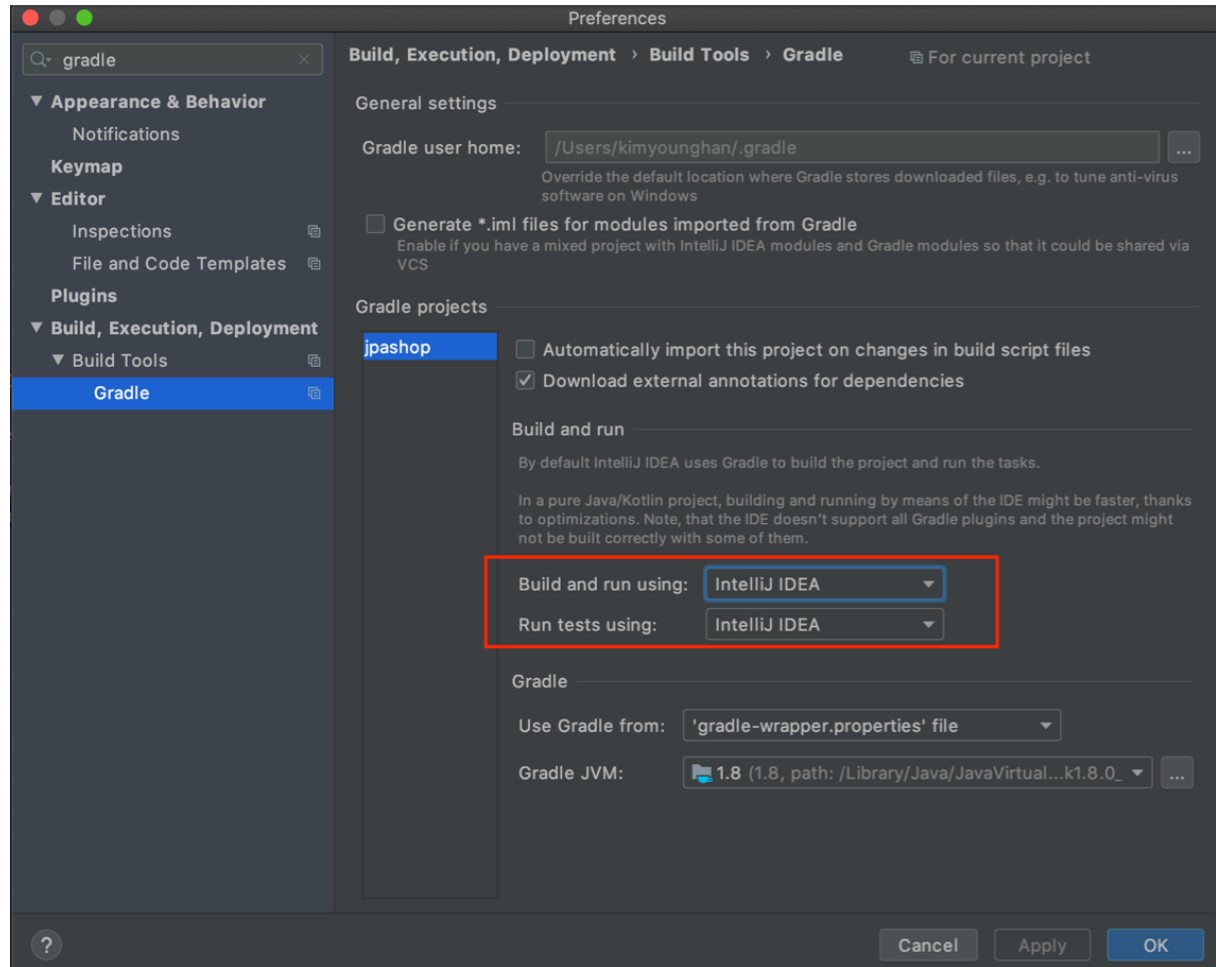 Preferences
gradle
Appearance & Behavior
Notifications
Keymap
Editor
Inspections
File and Code Templates
Plugins
Build, Execution, Deployment
Build Tools
Gradle
Build, Execution, Deployment › Build Tools › Gradle For current project
General settings
Gradle user home: /Users/kimyounghan/.gradle ...
Override the default location where Gradle stores downloaded files, e.g. to tune anti-virus
software on Windows
Generate *.iml files for modules imported from Gradle
Enable if you have a mixed project with IntelliJ IDEA modules and Gradle modules so that it could be shared via
VCS
Gradle projects
jpashop
Automatically import this project on changes in build script files
Download external annotations for dependencies
Build and run
By default IntelliJ IDEA uses Gradle to build the project and run the tasks.
In a pure Java/Kotlin project, building and running by means of the IDE might be faster, thanks
to optimizations. Note, that the IDE doesn't support all Gradle plugins and the project might
not be built correctly with some of them.
Build and run using: IntelliJ IDEA
Run tests using: IntelliJ IDEA
Gradle
Use Gradle from: 'gradle-wrapper.properties' file
Gradle JVM: 1.8 (1.8, path: /Library/Java/JavaVirtual...k1.8.0_ ...
? Cancel Apply OK